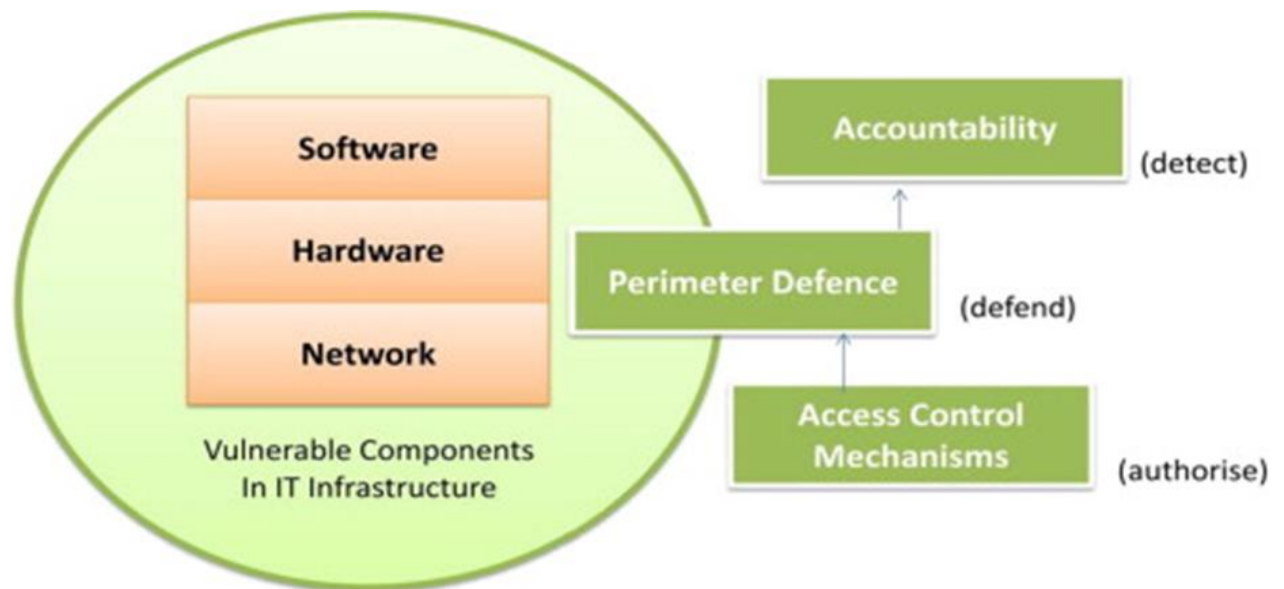 Software
Hardware
Network
Vulnerable Components
In IT Infrastructure
Accountability
(detect)
Perimeter Defence
(defend)
Access Control
Mechanisms
(authorise)